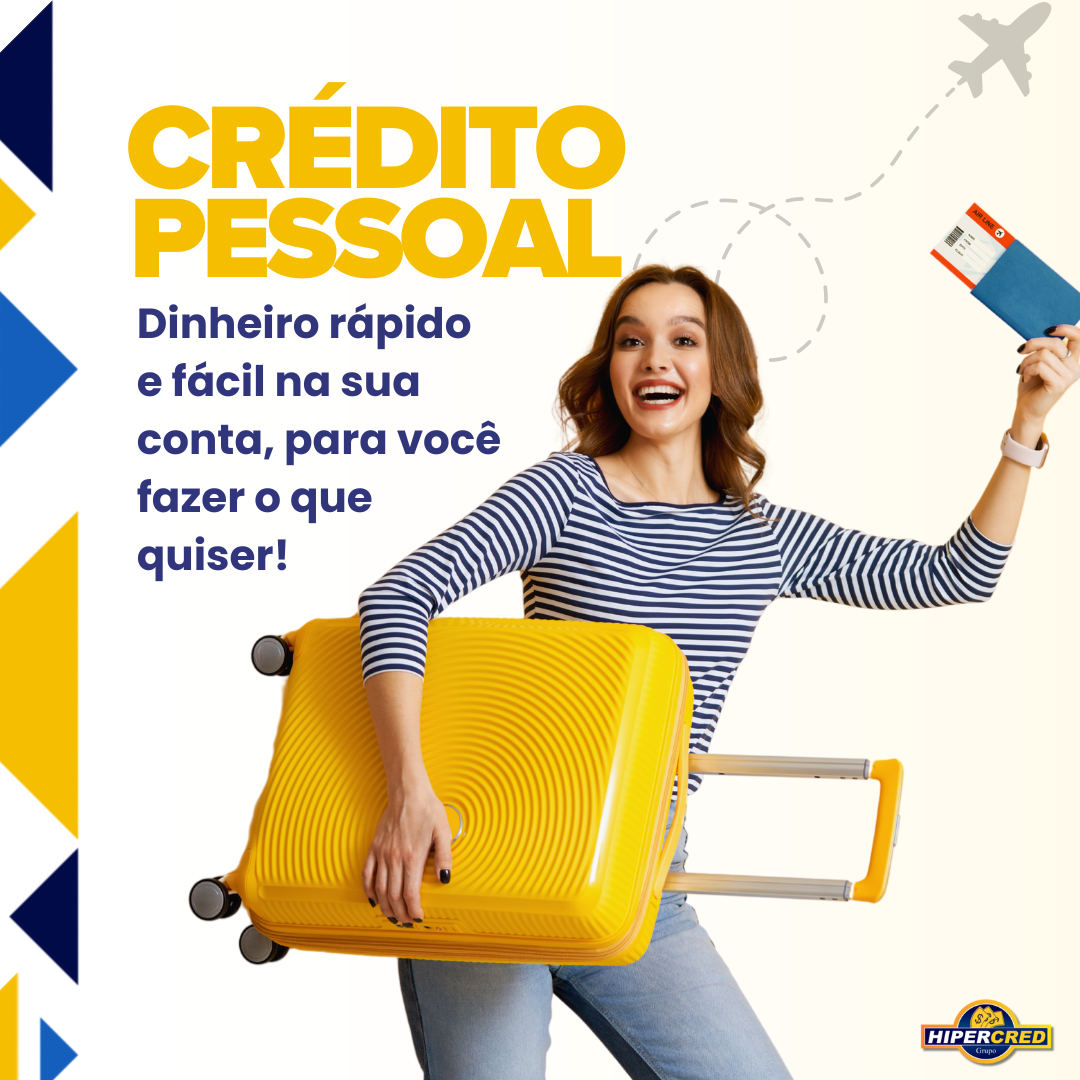 CRÉDITO
PESSOAL
Dinheiro rápido
e fácil na sua
conta, para você
fazer o que
quiser!
AIR LINE
HIPERCRED
Grupo